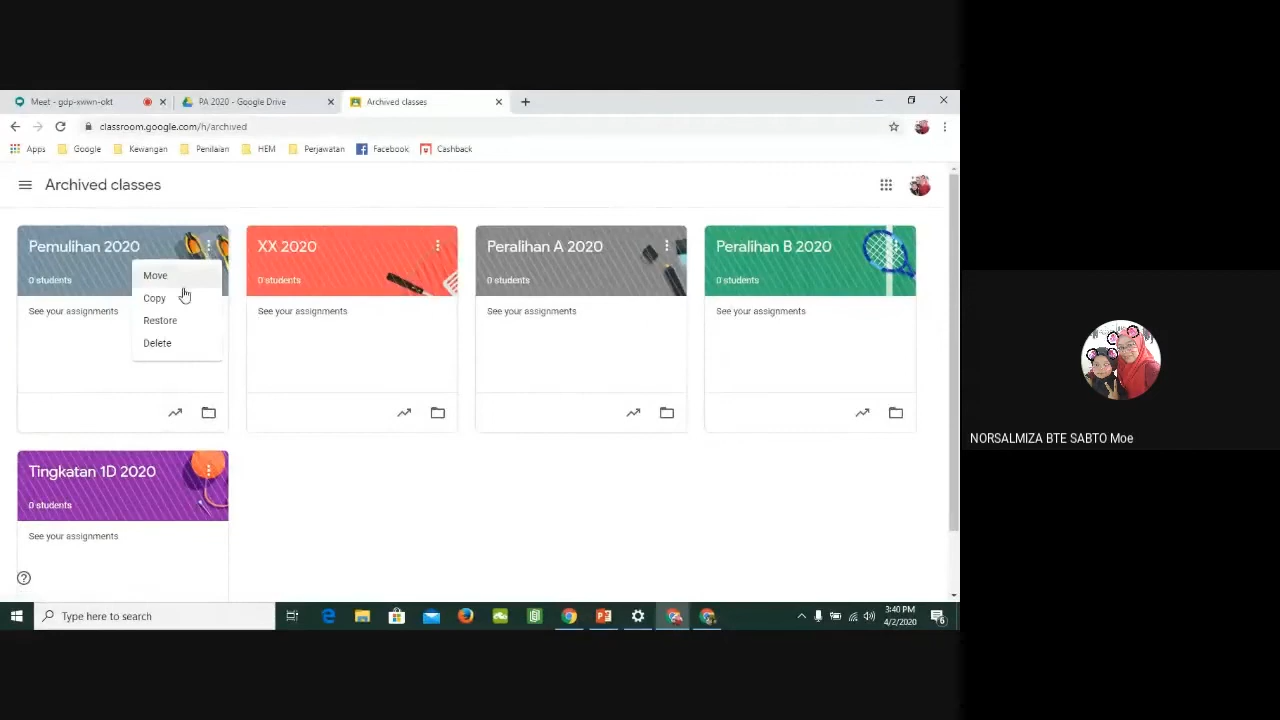 Meet - gdp-xwwn-okt
PA 2020 - Google Drive
Archived classes
classroom.google.com/h/archived
Apps
Google
Kewangan
Penilaian
HEM
Perjawatan
Facebook
Cashback
Archived classes
Pemulihan 2020
0 students
See your assignments
Move
Copy
Restore
Delete
XX 2020
0 students
See your assignments
Peralihan A 2020
0 students
See your assignments
Peralihan B 2020
0 students
See your assignments
Tingkatan 1D 2020
0 students
See your assignments
NORSALMIZA BTE SABTO Moe
Type here to search
3:40 PM
4/2/2020
6